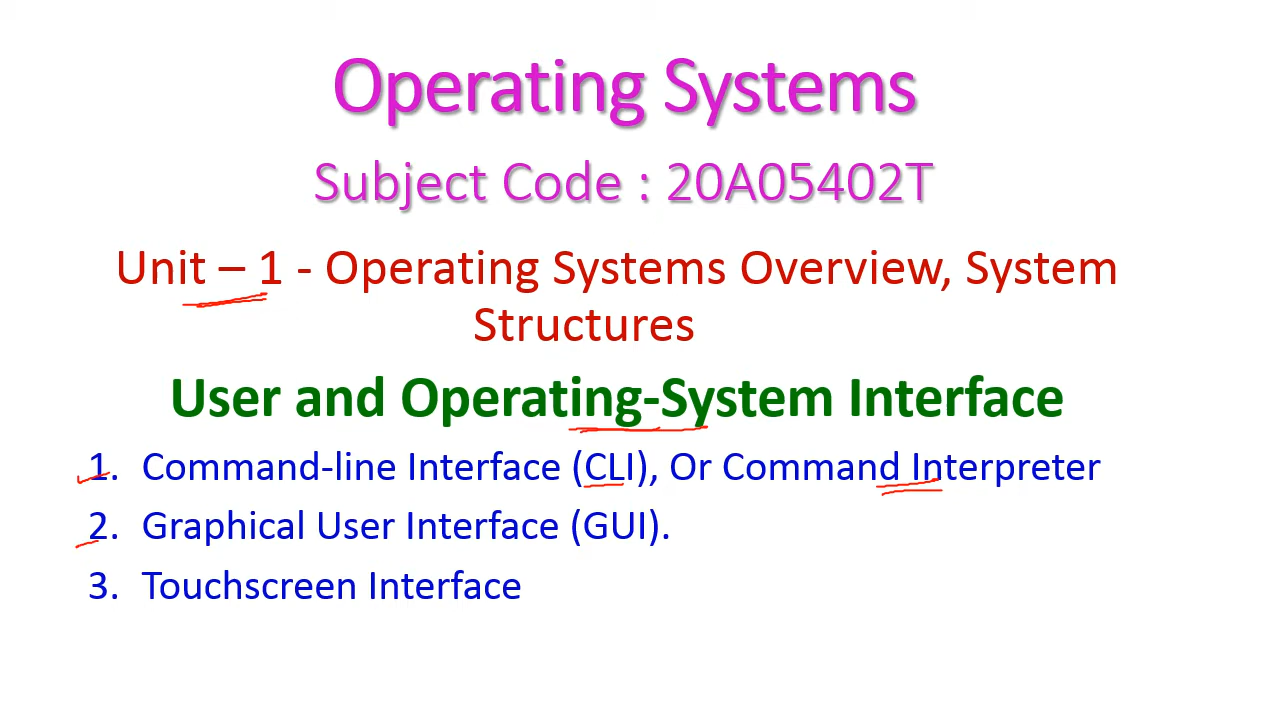 Operating Systems
Subject Code : 20A05402T
Unit – 1 - Operating Systems Overview, System
Structures
User and Operating-System Interface
1. Command-line Interface (CLI), Or Command Interpreter
2. Graphical User Interface (GUI).
3. Touchscreen Interface